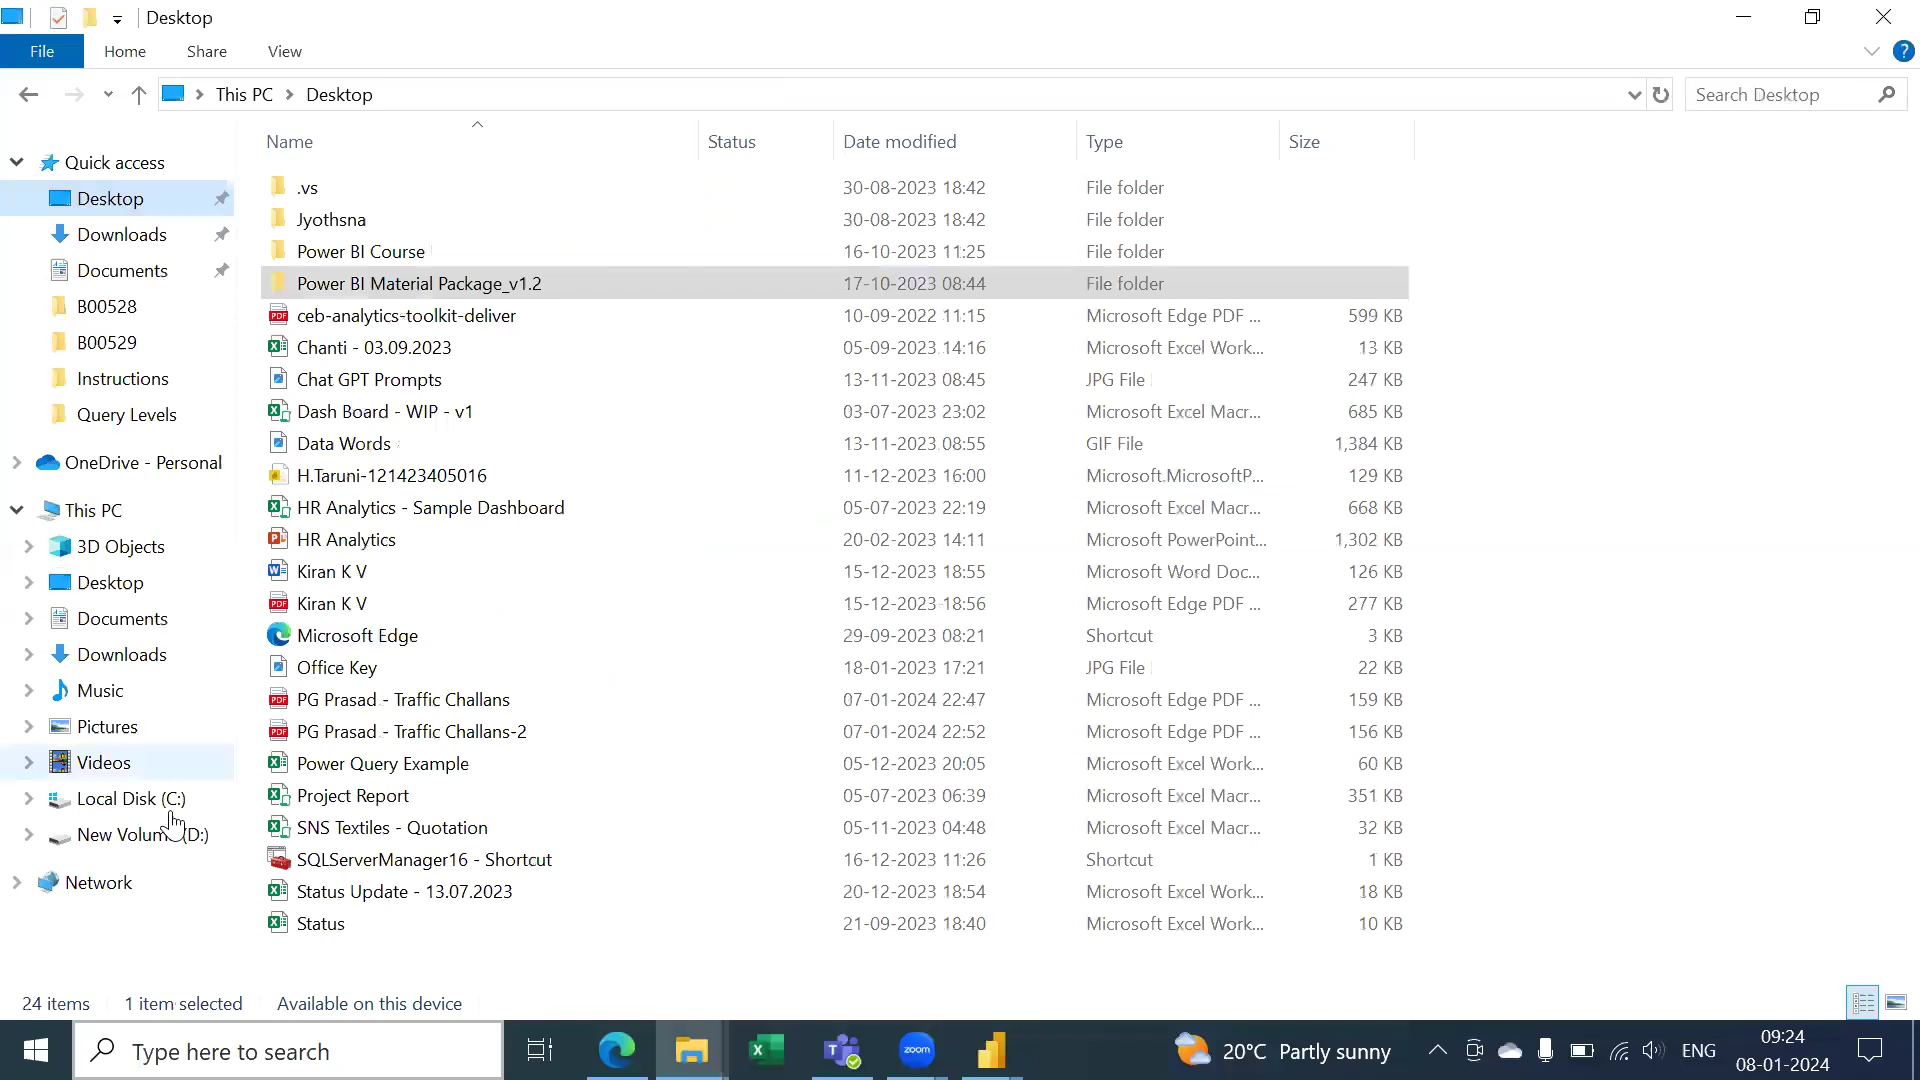 Desktop
File Home Share View
This PC Desktop
Search Desktop
Name Status Date modified Type Size
Quick access
Desktop
Downloads
Documents
B00528
B00529
Instructions
Query Levels
OneDrive - Personal
This PC
3D Objects
Desktop
Documents
Downloads
Music
Pictures
Videos
Local Disk (C:)
New Volum (D:)
Network
.vs 30-08-2023 18:42 File folder
Jyothsna 30-08-2023 18:42 File folder
Power BI Course 16-10-2023 11:25 File folder
Power BI Material Package_v1.2 17-10-2023 08:44 File folder
ceb-analytics-toolkit-deliver 10-09-2022 11:15 Microsoft Edge PDF ... 599 KB
Chanti - 03.09.2023 05-09-2023 14:16 Microsoft Excel Work... 13 KB
Chat GPT Prompts 13-11-2023 08:45 JPG File 247 KB
Dash Board - WIP - v1 03-07-2023 23:02 Microsoft Excel Macr... 685 KB
Data Words 13-11-2023 08:55 GIF File 1,384 KB
H.Taruni-121423405016 11-12-2023 16:00 Microsoft.MicrosoftP... 129 KB
HR Analytics - Sample Dashboard 05-07-2023 22:19 Microsoft Excel Macr... 668 KB
HR Analytics 20-02-2023 14:11 Microsoft PowerPoint... 1,302 KB
Kiran K V 15-12-2023 18:55 Microsoft Word Doc... 126 KB
Kiran K V 15-12-2023 18:56 Microsoft Edge PDF ... 277 KB
Microsoft Edge 29-09-2023 08:21 Shortcut 3 KB
Office Key 18-01-2023 17:21 JPG File 22 KB
PG Prasad - Traffic Challans 07-01-2024 22:47 Microsoft Edge PDF ... 159 KB
PG Prasad - Traffic Challans-2 07-01-2024 22:52 Microsoft Edge PDF ... 156 KB
Power Query Example 05-12-2023 20:05 Microsoft Excel Work... 60 KB
Project Report 05-07-2023 06:39 Microsoft Excel Macr... 351 KB
SNS Textiles - Quotation 05-11-2023 04:48 Microsoft Excel Macr... 32 KB
SQLServerManager16 - Shortcut 16-12-2023 11:26 Shortcut 1 KB
Status Update - 13.07.2023 20-12-2023 18:54 Microsoft Excel Work... 18 KB
Status 21-09-2023 18:40 Microsoft Excel Work... 10 KB
24 items 1 item selected Available on this device
Type here to search
zoom
20°C Partly sunny
ENG
09:24
08-01-2024